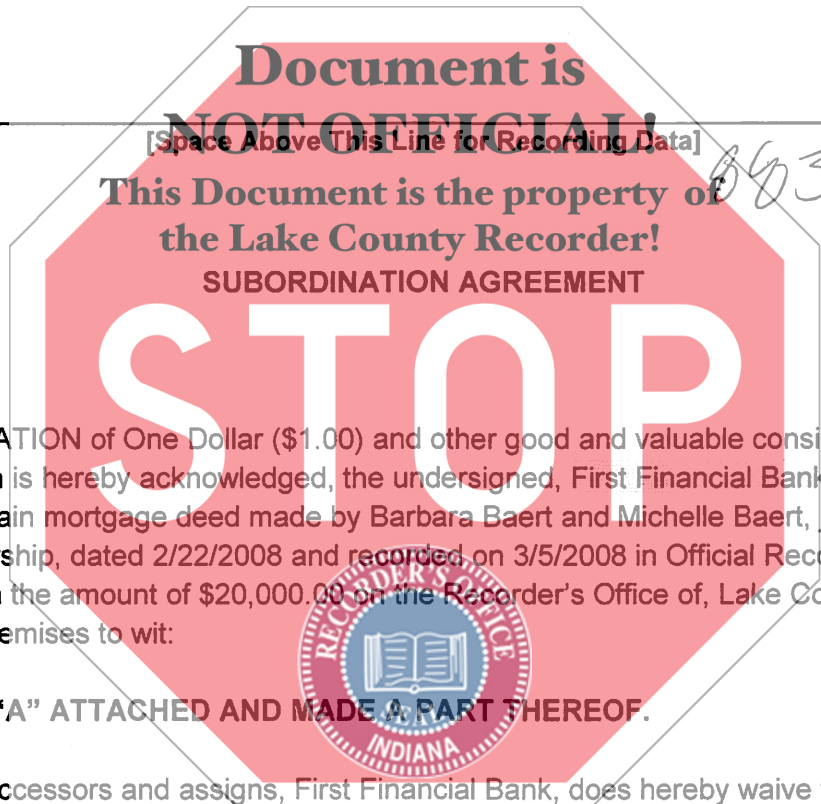 Document is
NOT OFFICIAL!
[Space Above This Line for Recording Data]
This Document is the property of
the Lake County Recorder!
SUBORDINATION AGREEMENT
STOP
ATION of One Dollar ($1.00) and other good and valuable consi
is hereby acknowledged, the undersigned, First Financial Bank
ain mortgage deed made by Barbara Baert and Michelle Baert,
ship, dated 2/22/2008 and recorded on 3/5/2008 in Official Reco
the amount of $20,000.00 on the Recorder's Office of, Lake Co
emises to wit:
RECORDER'S OFFICE
"A" ATTACHED AND MADE A PART THEREOF.
INDIANA
ccessors and assigns, First Financial Bank, does hereby waive